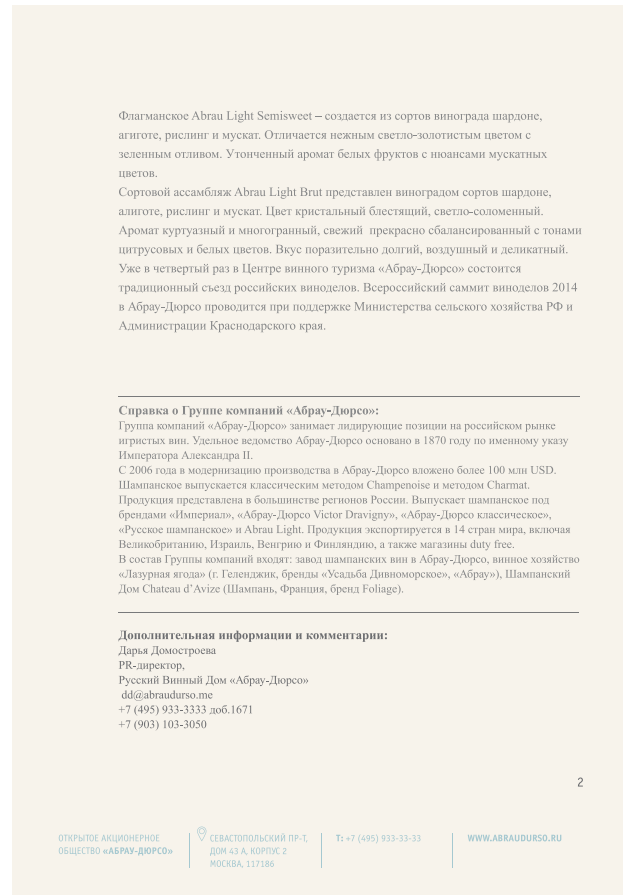 Флагманское Abrau Light Semisweet – создается из сортов винограда шардоне,
агиготе, рислинг и мускат. Отличается нежным светло-золотистым цветом с
зеленным отливом. Утонченный аромат белых фруктов с нюансами мускатных
цветов.
Сортовой ассамбляж Abrau Light Brut представлен виноградом сортов шардоне,
алиготе, рислинг и мускат. Цвет кристальный блестящий, светло-соломенный.
Аромат куртуазный и многогранный, свежий прекрасно сбалансированный с тонами
цитрусовых и белых цветов. Вкус поразительно долгий, воздушный и деликатный.
Уже в четвертый раз в Центре винного туризма «Абрау-Дюрсо» состоится
традиционный съезд российских виноделов. Всероссийский саммит виноделов 2014
в Абрау-Дюрсо проводится при поддержке Министерства сельского хозяйства РФ и
Администрации Краснодарского края.
Справка о Группе компаний «Абрау-Дюрсо»:
Группа компаний «Абрау-Дюрсо» занимает лидирующие позиции на российском рынке
игристых вин. Удельное ведомство Абрау-Дюрсо основано в 1870 году по именному указу
Императора Александра II.
С 2006 года в модернизацию производства в Абрау-Дюрсо вложено более 100 млн USD.
Шампанское выпускается классическим методом Champenoise и методом Charmat.
Продукция представлена в большинстве регионов России. Выпускает шампанское под
брендами «Империал», «Абрау-Дюрсо Victor Dravigny», «Абрау-Дюрсо классическое»,
«Русское шампанское» и Abrau Light. Продукция экспортируется в 14 стран мира, включая
Великобританию, Израиль, Венгрию и Финляндию, а также магазины duty free.
В состав Группы компаний входят: завод шампанских вин в Абрау-Дюрсо, винное хозяйство
«Лазурная ягода» (г. Геленджик, бренды «Усадьба Дивноморское», «Абрау»), Шампанский
Дом Chateau d’Avize (Шампань, Франция, бренд Foliage).
Дополнительная информации и комментарии:
Дарья Домостроева
PR-директор,
Русский Винный Дом «Абрау-Дюрсо»
dd@abraudurso.me
+7 (495) 933-3333 доб.1671
+7 (903) 103-3050
2
ОТКРЫТОЕ АКЦИОНЕРНОЕ
ОБЩЕСТВО «АБРАУ-ДЮРСО»
СЕВАСТОПОЛЬСКИЙ ПР-Т,
ДОМ 43 А, КОРПУС 2
МОСКВА, 117186
Т: +7 (495) 933-33-33
WWW.ABRAUDURSO.RU